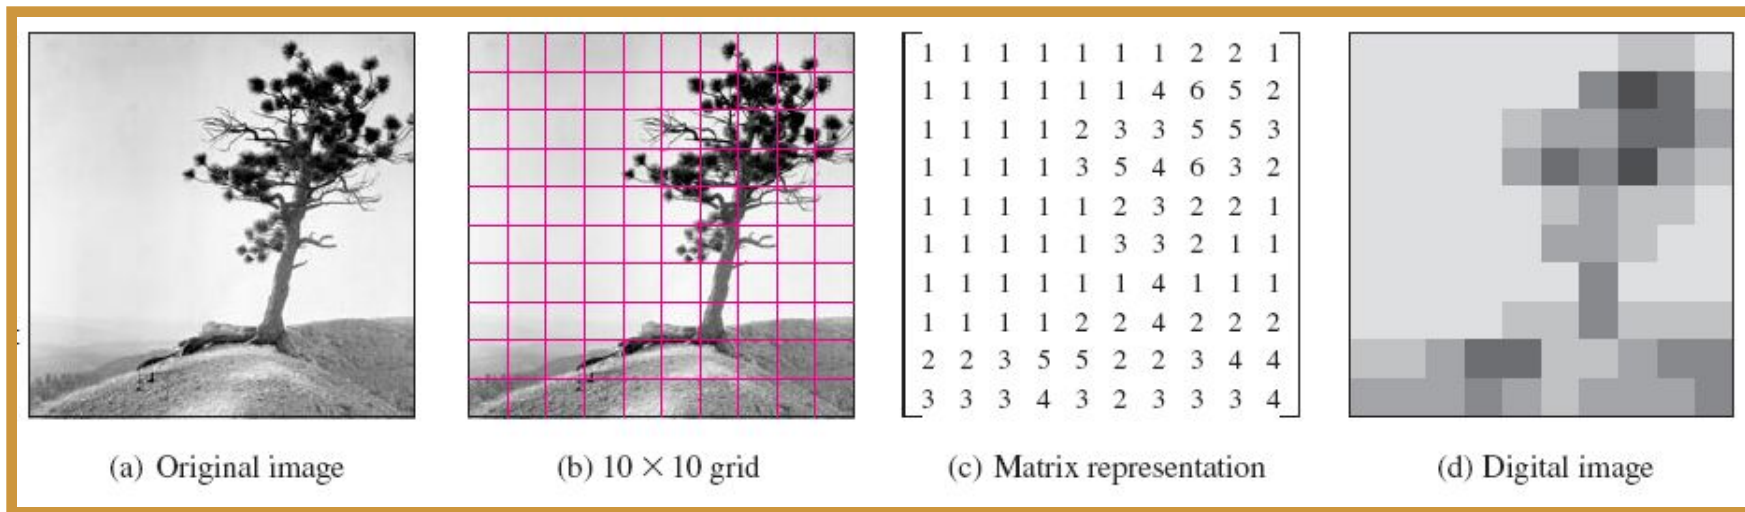 1 1 1 1 1 1 1 2 2 1
1 1 1 1 1 1 4 6 5 2
1 1 1 1 2 3 3 5 5 3
1 1 1 1 3 5 4 6 3 2
1 1 1 1 1 2 3 2 2 1
1 1 1 1 1 3 3 2 1 1
1 1 1 1 1 1 4 1 1 1
1 1 1 1 2 2 4 2 2 2
2 2 3 5 5 2 2 3 4 4
3 3 3 4 3 2 3 3 3 4
(a) Original image
(b) 10 × 10 grid
(c) Matrix representation
(d) Digital image